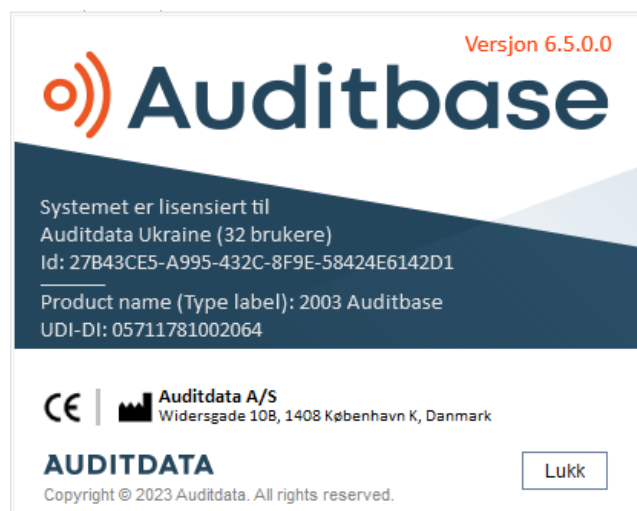 Versjon 6.5.0.0
Auditbase
Systemet er lisensiert til
Auditdata Ukraine (32 brukere)
Id: 27B43CE5-A995-432C-8F9E-58424E6142D1
Product name (Type label): 2003 Auditbase
UDI-DI: 05711781002064
CE
Auditdata A/S
Widersgade 10B, 1408 København K, Danmark
AUDITDATA
Lukk
Copyright © 2023 Auditdata. All rights reserved.